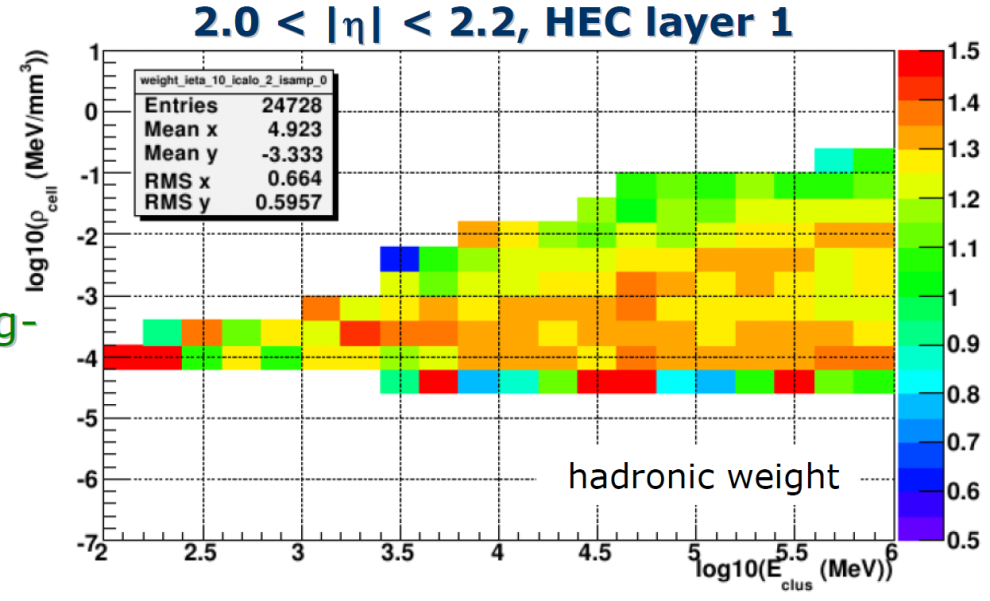 2.0 < |η| < 2.2, HEC layer 1
log10(ρcell (MeV/mm³))
1
0
-1
-2
-3
-4
-5
-6
-7
weight_ieta_10_icalo_2_isamp_0
Entries 24728
Mean x 4.923
Mean y -3.333
RMS x 0.664
RMS y 0.5957
g-
hadronic weight
2 2.5 3 3.5 4 4.5 5 5.5 6
log10(Eclus (MeV))
1.5
1.4
1.3
1.2
1.1
1
0.9
0.8
0.7
0.6
0.5